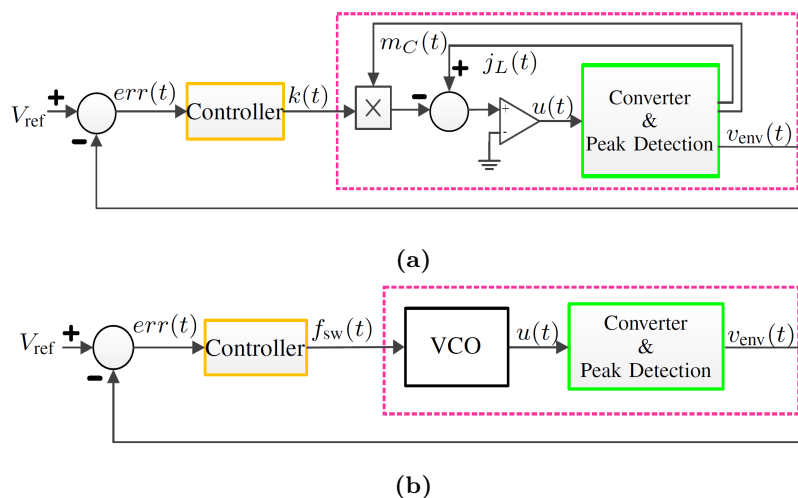 m_C(t)
+
j_L(t)
err(t)
Controller
k(t)
+
V_ref
×
−
+
-
u(t)
Converter
&
Peak Detection
v_env(t)
−
(a)
+
V_ref
err(t)
Controller
f_sw(t)
VCO
u(t)
Converter
&
Peak Detection
v_env(t)
−
(b)